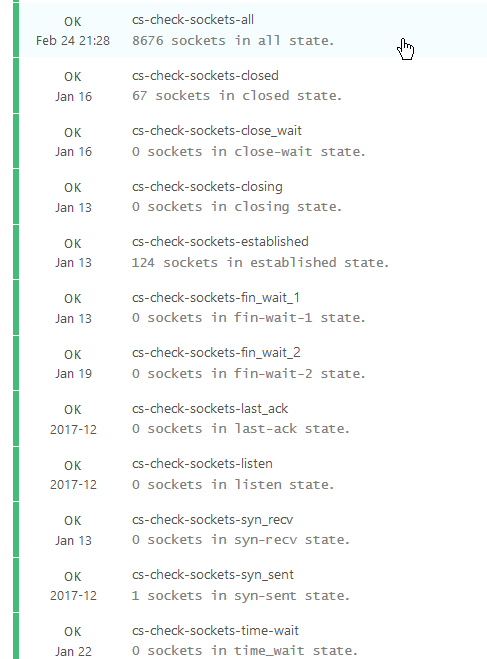 OK cs-check-sockets-all
Feb 24 21:28 8676 sockets in all state.
OK cs-check-sockets-closed
Jan 16 67 sockets in closed state.
OK cs-check-sockets-close_wait
Jan 16 0 sockets in close-wait state.
OK cs-check-sockets-closing
Jan 13 0 sockets in closing state.
OK cs-check-sockets-established
Jan 13 124 sockets in established state.
OK cs-check-sockets-fin_wait_1
Jan 13 0 sockets in fin-wait-1 state.
OK cs-check-sockets-fin_wait_2
Jan 19 0 sockets in fin-wait-2 state.
OK cs-check-sockets-last_ack
2017-12 0 sockets in last-ack state.
OK cs-check-sockets-listen
2017-12 0 sockets in listen state.
OK cs-check-sockets-syn_recv
Jan 13 0 sockets in syn-recv state.
OK cs-check-sockets-syn_sent
2017-12 1 sockets in syn-sent state.
OK cs-check-sockets-time-wait
Jan 22 0 sockets in time_wait state.